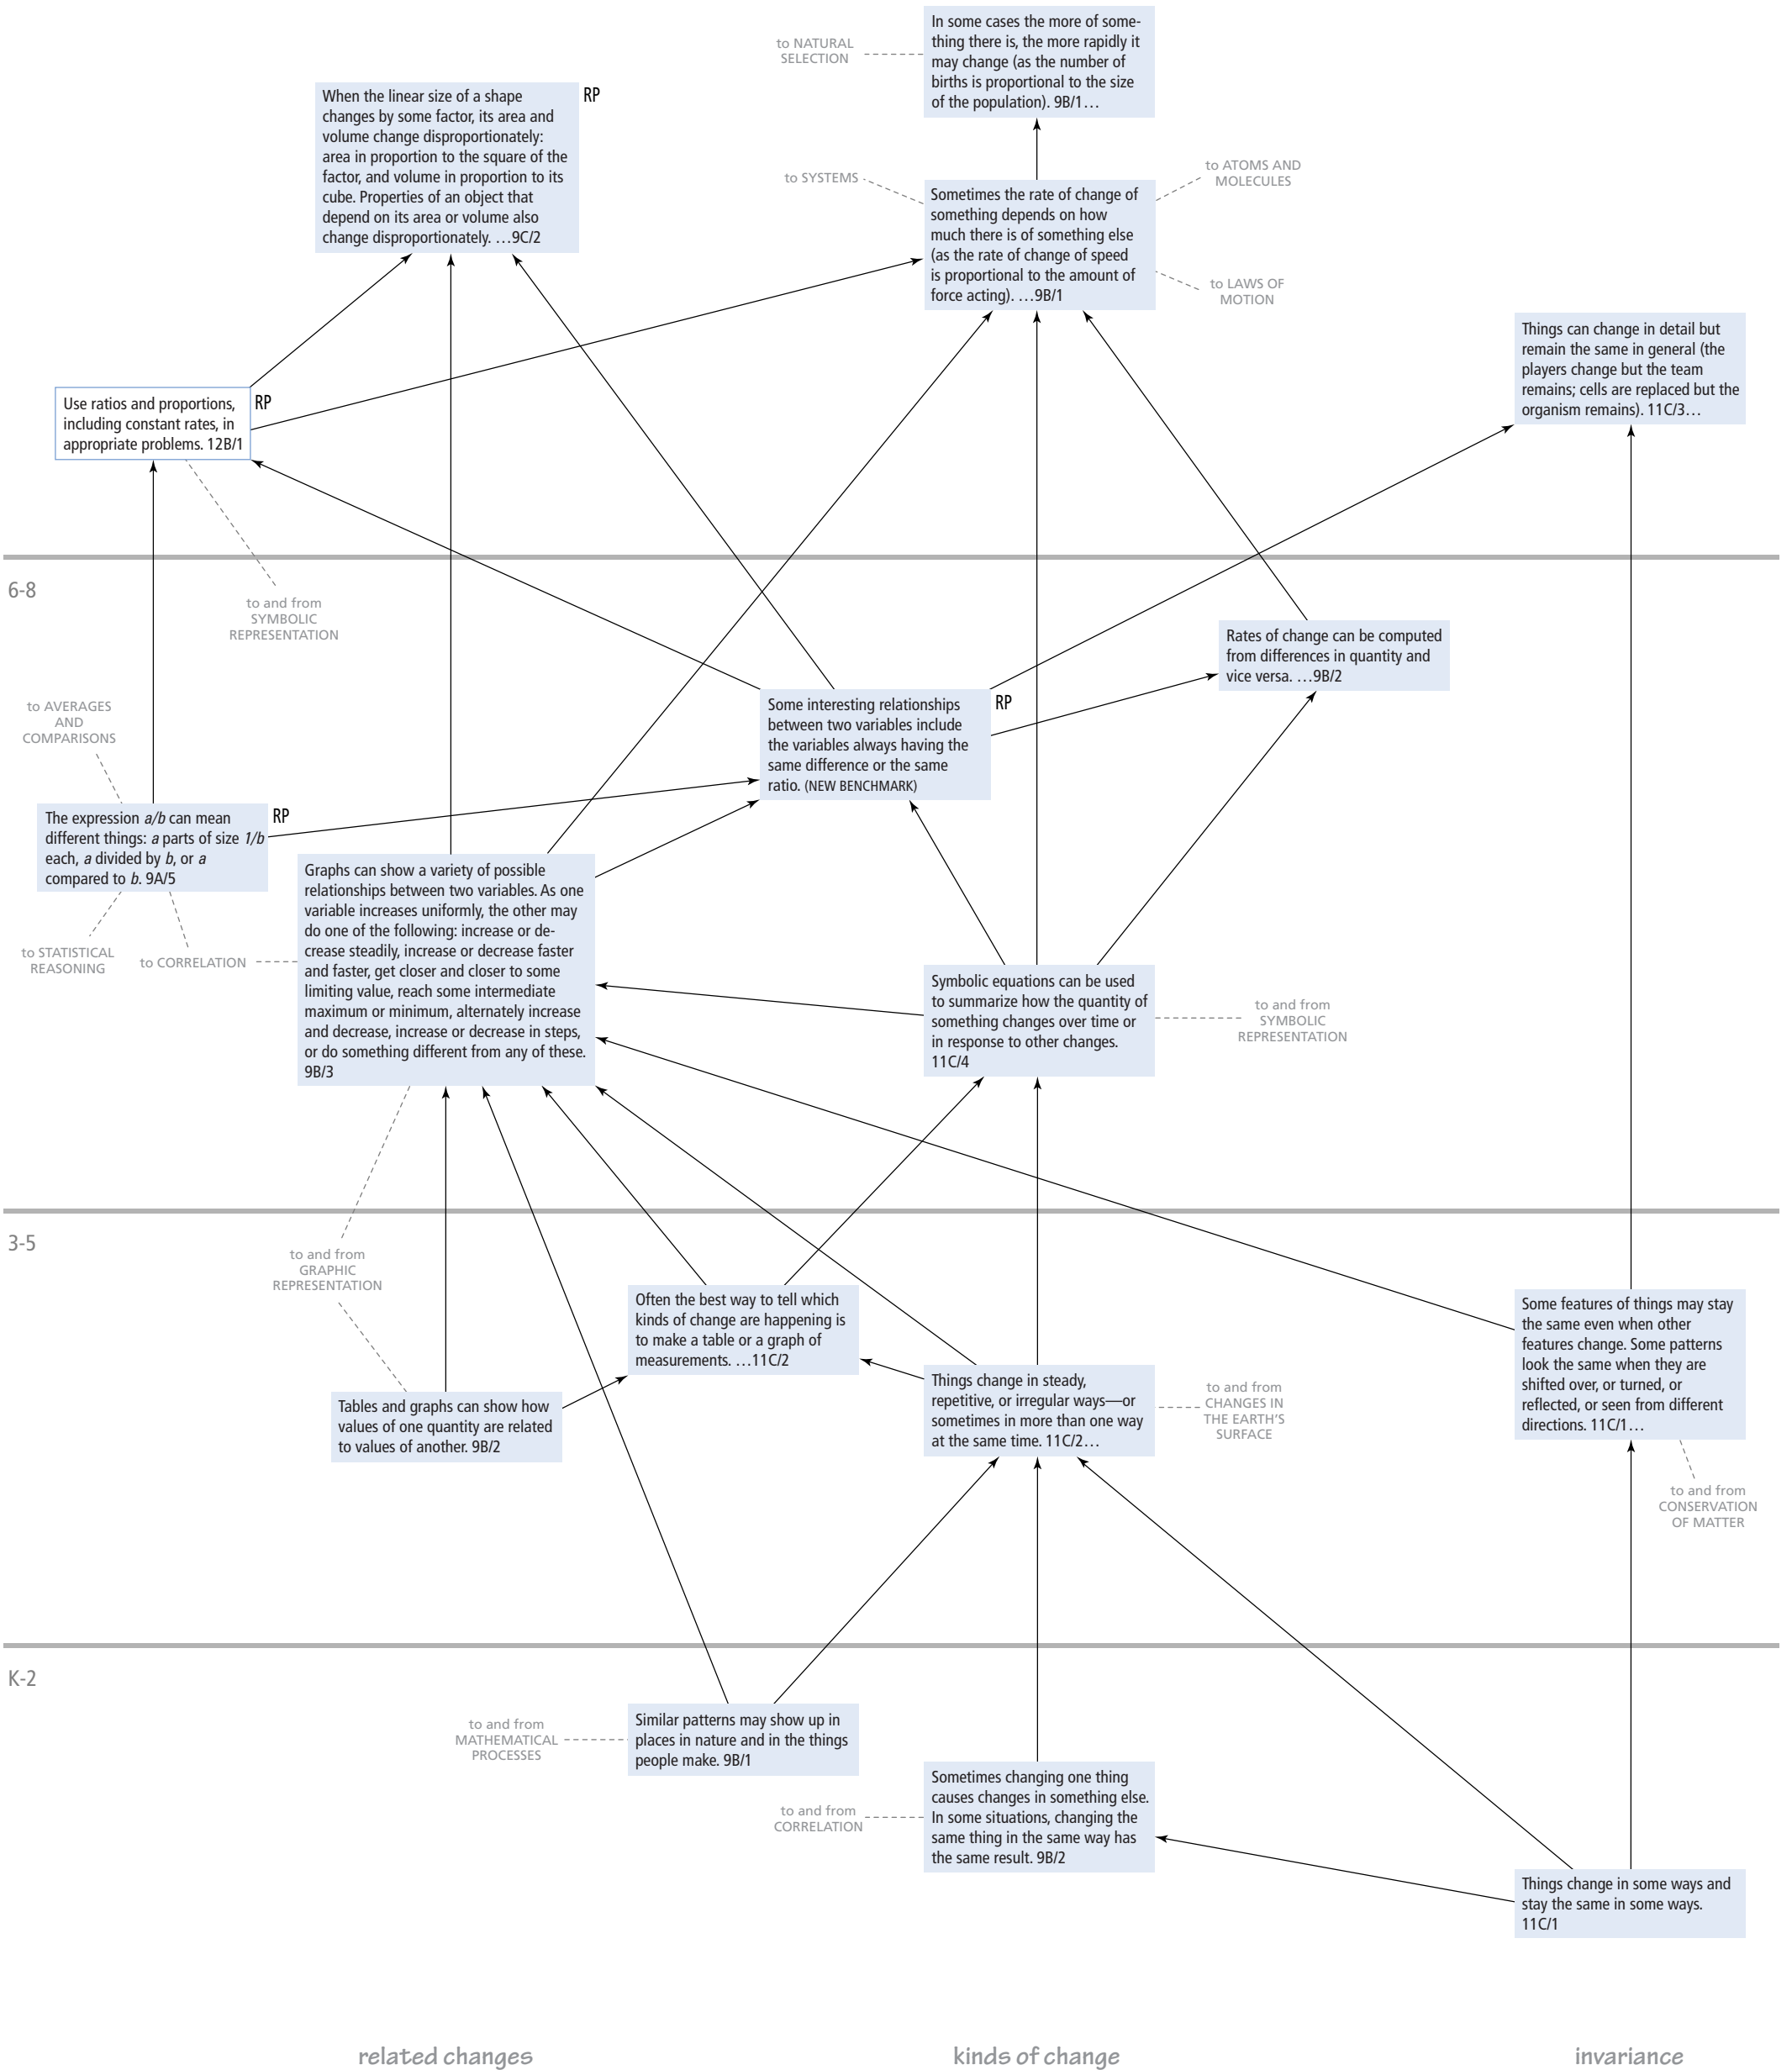 In some cases the more of some-
thing there is, the more rapidly it
may change (as the number of
births is proportional to the size
of the population). 9B/1…
to NATURAL
SELECTION
When the linear size of a shape
changes by some factor, its area and
volume change disproportionately:
area in proportion to the square of the
factor, and volume in proportion to its
cube. Properties of an object that
depend on its area or volume also
change disproportionately. …9C/2
RP
to SYSTEMS
to ATOMS AND
MOLECULES
Sometimes the rate of change of
something depends on how
much there is of something else
(as the rate of change of speed
is proportional to the amount of
force acting). …9B/1
to LAWS OF
MOTION
Things can change in detail but
remain the same in general (the
players change but the team
remains; cells are replaced but the
organism remains). 11C/3…
Use ratios and proportions,
including constant rates, in
appropriate problems. 12B/1
RP
6-8
to and from
SYMBOLIC
REPRESENTATION
Rates of change can be computed
from differences in quantity and
vice versa. …9B/2
Some interesting relationships
between two variables include
the variables always having the
same difference or the same
ratio. (NEW BENCHMARK)
RP
to AVERAGES
AND
COMPARISONS
The expression a/b can mean
different things: a parts of size 1/b
each, a divided by b, or a
compared to b. 9A/5
RP
to STATISTICAL
REASONING
to CORRELATION
Graphs can show a variety of possible
relationships between two variables. As one
variable increases uniformly, the other may
do one of the following: increase or de-
crease steadily, increase or decrease faster
and faster, get closer and closer to some
limiting value, reach some intermediate
maximum or minimum, alternately increase
and decrease, increase or decrease in steps,
or do something different from any of these.
9B/3
Symbolic equations can be used
to summarize how the quantity of
something changes over time or
in response to other changes.
11C/4
to and from
SYMBOLIC
REPRESENTATION
3-5
to and from
GRAPHIC
REPRESENTATION
Often the best way to tell which
kinds of change are happening is
to make a table or a graph of
measurements. …11C/2
Some features of things may stay
the same even when other
features change. Some patterns
look the same when they are
shifted over, or turned, or
reflected, or seen from different
directions. 11C/1…
Tables and graphs can show how
values of one quantity are related
to values of another. 9B/2
Things change in steady,
repetitive, or irregular ways—or
sometimes in more than one way
at the same time. 11C/2…
to and from
CHANGES IN
THE EARTH'S
SURFACE
to and from
CONSERVATION
OF MATTER
K-2
to and from
MATHEMATICAL
PROCESSES
Similar patterns may show up in
places in nature and in the things
people make. 9B/1
to and from
CORRELATION
Sometimes changing one thing
causes changes in something else.
In some situations, changing the
same thing in the same way has
the same result. 9B/2
Things change in some ways and
stay the same in some ways.
11C/1
related changes
kinds of change
invariance